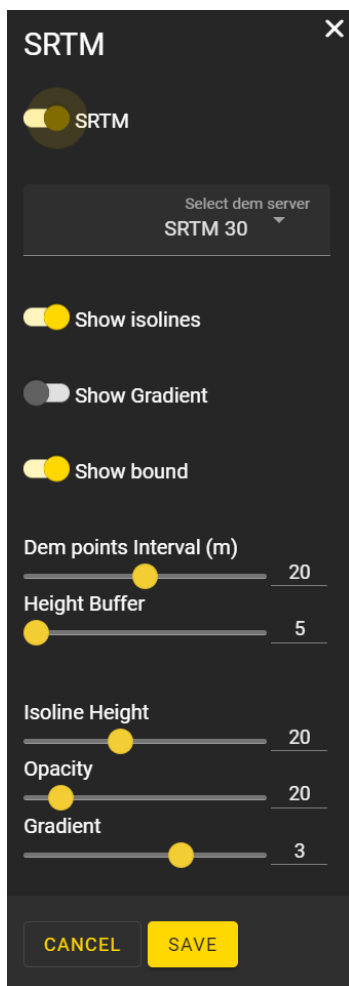 SRTM
SRTM
Select dem server
SRTM 30
Show isolines
Show Gradient
Show bound
Dem points Interval (m)
20
Height Buffer
5
Isoline Height
20
Opacity
20
Gradient
3
CANCEL SAVE